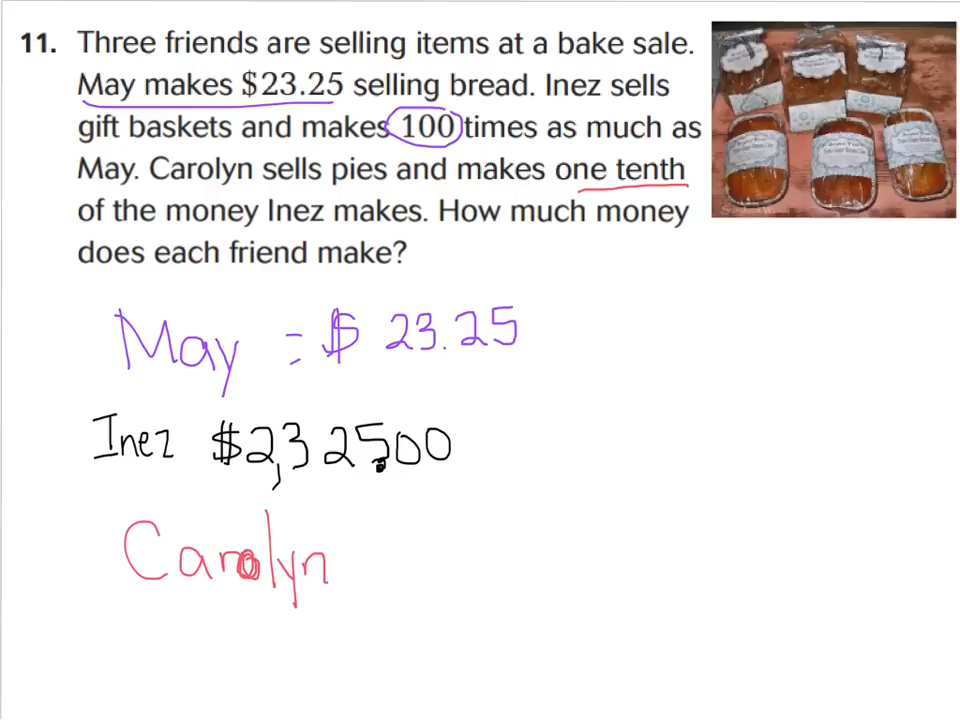 11. Three friends are selling items at a bake sale.
May makes $23.25 selling bread. Inez sells
gift baskets and makes 100 times as much as
May. Carolyn sells pies and makes one tenth
of the money Inez makes. How much money
does each friend make?
May = $ 23.25
Inez $2,325.00
Carolyn